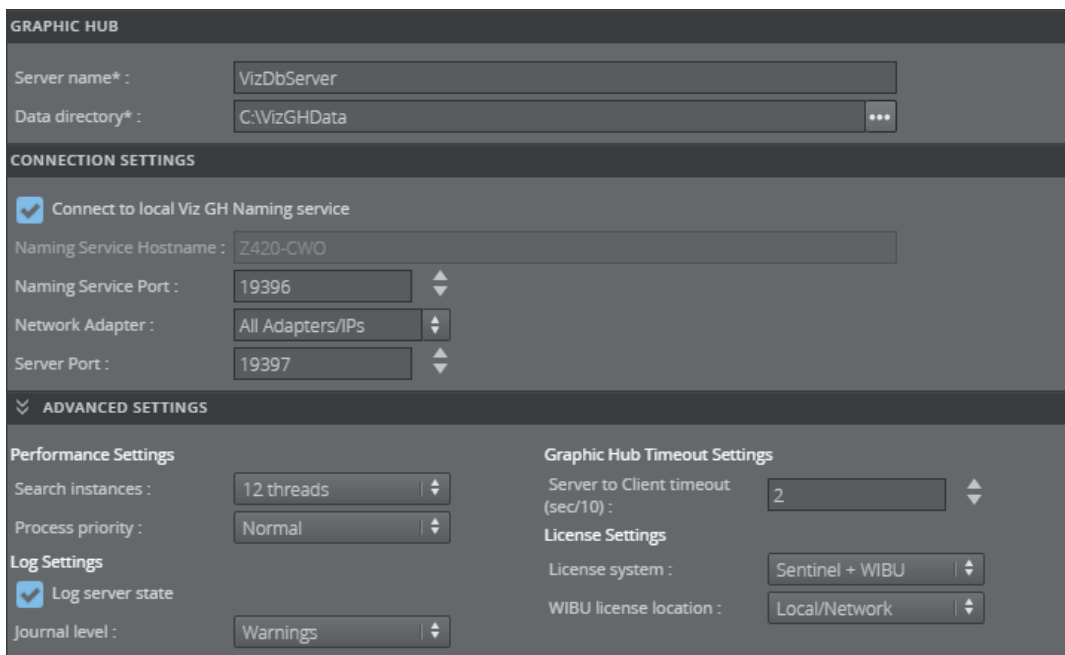 GRAPHIC HUB
Server name* : VizDbServer
Data directory* : C:\VizGHData •••
CONNECTION SETTINGS
Connect to local Viz GH Naming service
Naming Service Hostname : Z420-CWO
Naming Service Port : 19396
Network Adapter : All Adapters/IPs
Server Port : 19397
ADVANCED SETTINGS
Performance Settings
Search instances : 12 threads
Process priority : Normal
Log Settings
Log server state
Journal level : Warnings
Graphic Hub Timeout Settings
Server to Client timeout
(sec/10) : 2
License Settings
License system : Sentinel + WIBU
WIBU license location : Local/Network